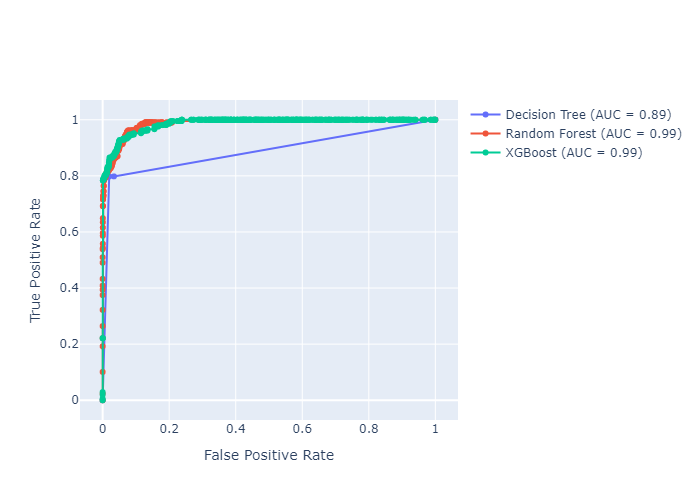 Decision Tree (AUC = 0.89)
Random Forest (AUC = 0.99)
XGBoost (AUC = 0.99)
True Positive Rate
1
0.8
0.6
0.4
0.2
0
0 0.2 0.4 0.6 0.8 1
False Positive Rate